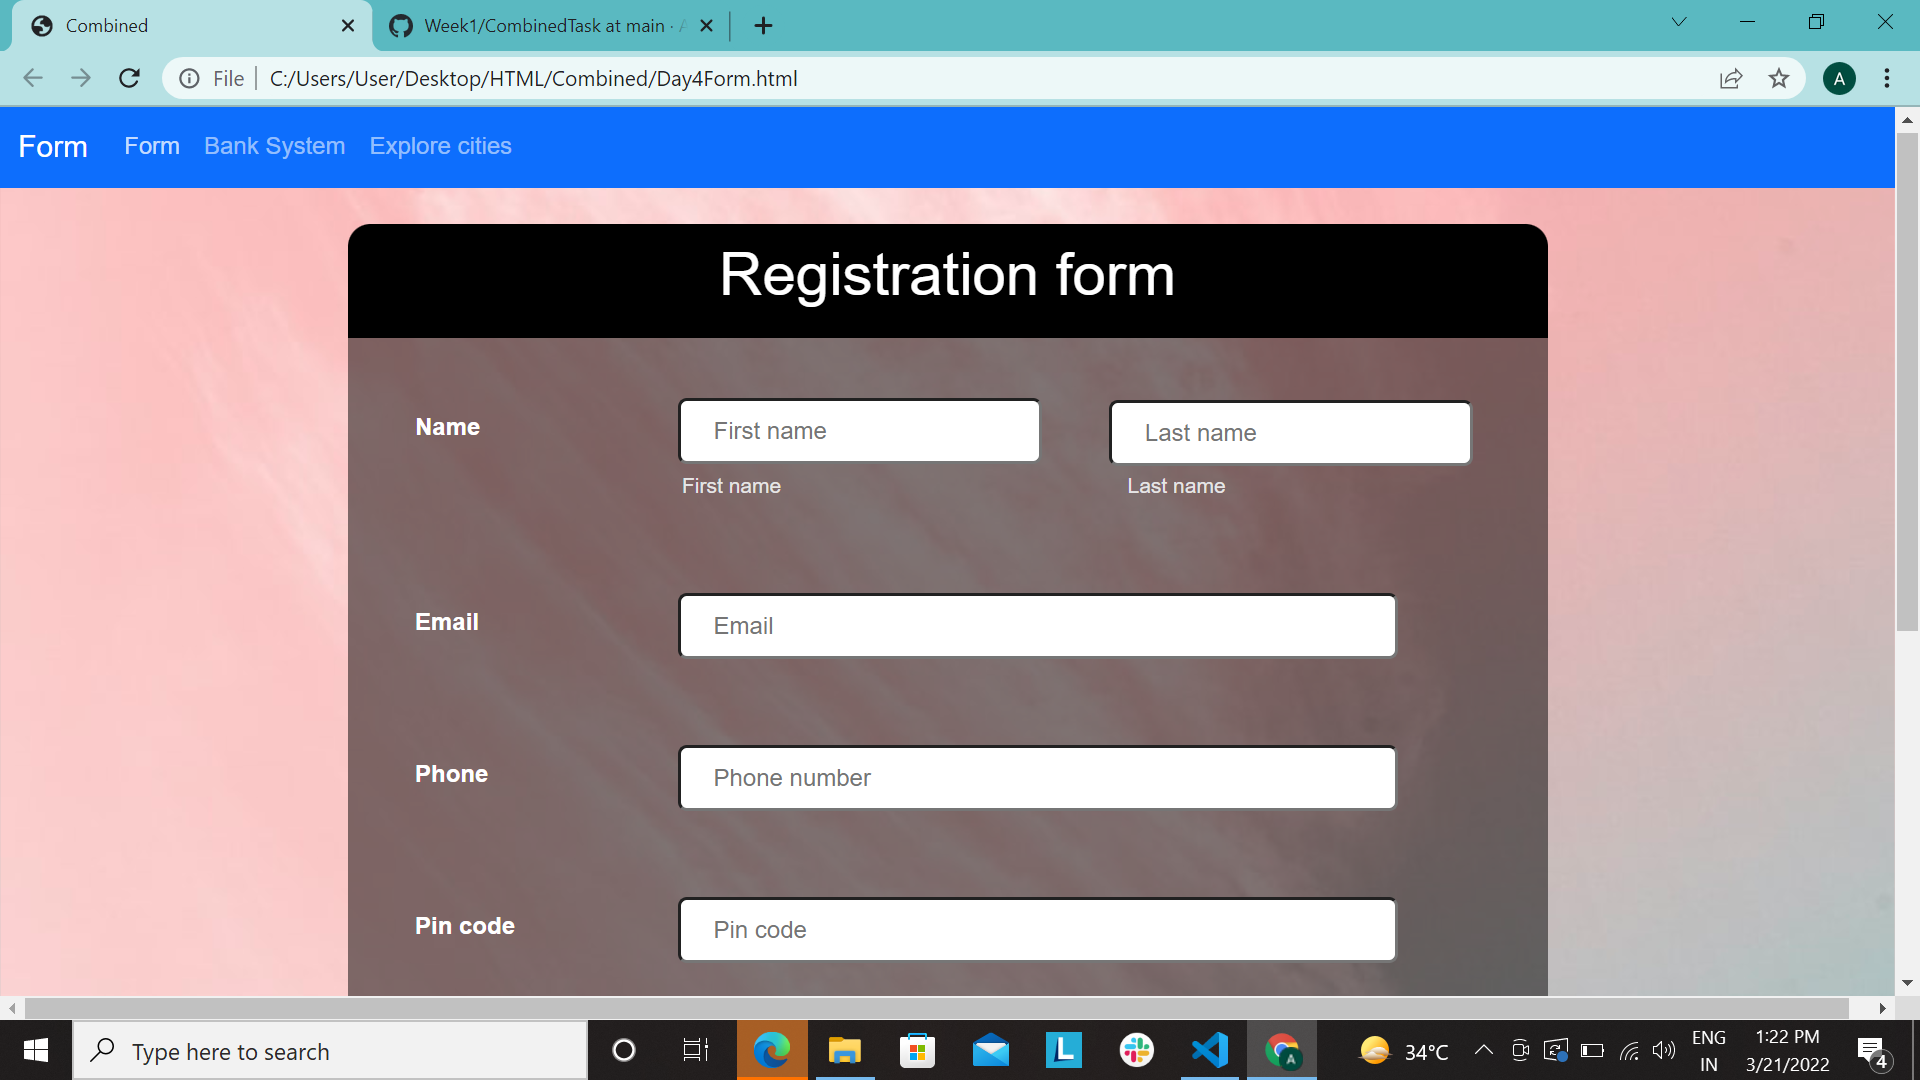 Combined
Week1/CombinedTask at main ·
File
C:/Users/User/Desktop/HTML/Combined/Day4Form.html
A
Form Form Bank System Explore cities
Registration form
Name First name Last name
First name Last name
Email Email
Phone Phone number
Pin code Pin code
Type here to search
L
A
34°C
ENG
IN
1:22 PM
3/21/2022
4